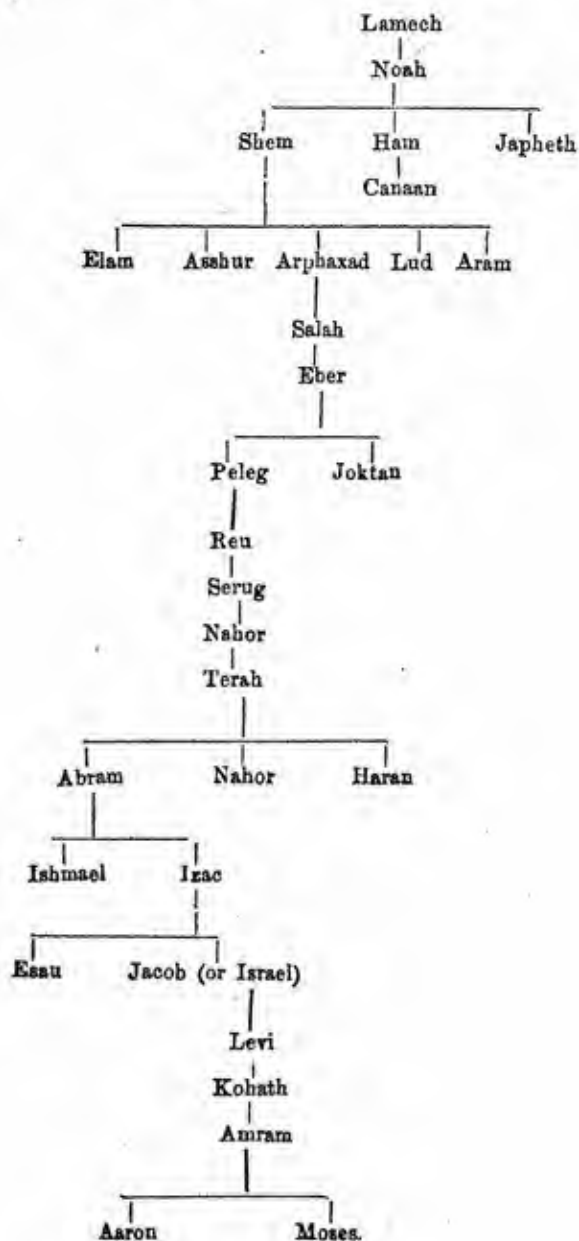 Lamech
Noah
Shem Ham Japheth
Canaan
Elam Asshur Arphaxad Lud Aram
Salah
Eber
Peleg Joktan
Reu
Serug
Nahor
Terah
Abram Nahor Haran
Ishmael Izac
Esau Jacob (or Israel)
Levi
Kohath
Amram
Aaron Moses.